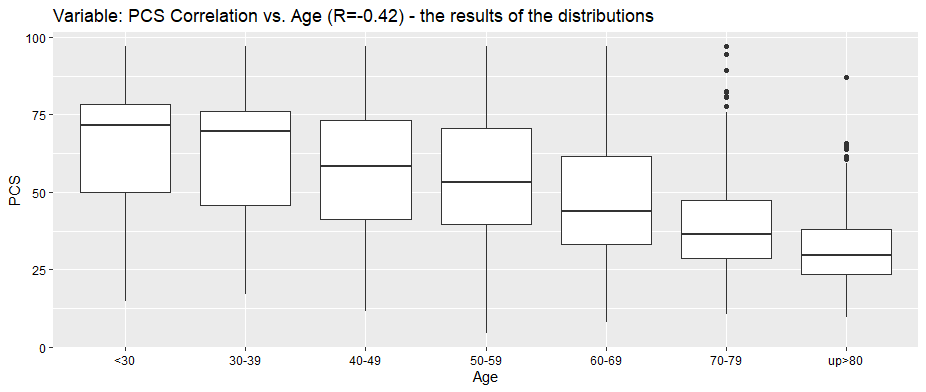 Variable: PCS Correlation vs. Age (R=-0.42) - the results of the distributions
100
75
50
25
0
PCS
<30 30-39 40-49 50-59 60-69 70-79 up>80
Age